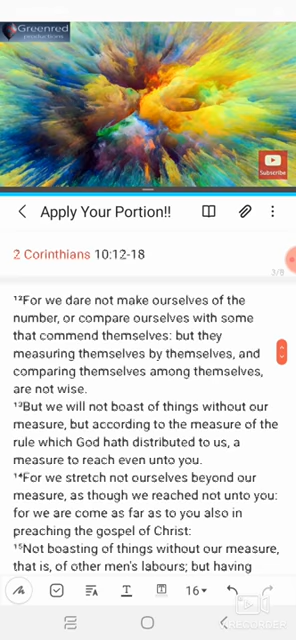 Greenred
productions
Subscribe
Apply Your Portion!!
2 Corinthians 10:12-18
3/8
¹²For we dare not make ourselves of the
number, or compare ourselves with some
that commend themselves: but they
measuring themselves by themselves, and
comparing themselves among themselves,
are not wise.
¹³But we will not boast of things without our
measure, but according to the measure of the
rule which God hath distributed to us, a
measure to reach even unto you.
¹⁴For we stretch not ourselves beyond our
measure, as though we reached not unto you:
for we are come as far as to you also in
preaching the gospel of Christ:
¹⁵Not boasting of things without our measure,
that is, of other men's labours; but having
16
RECORDER